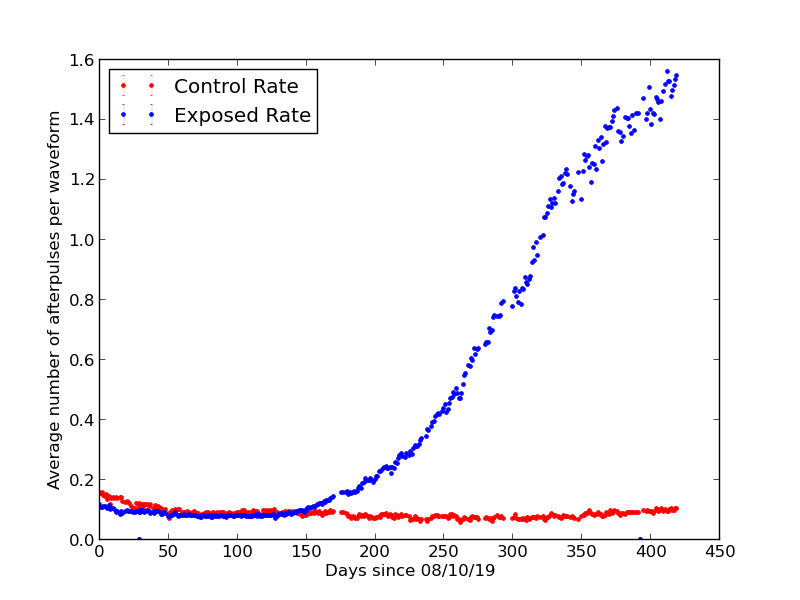 Control Rate
Exposed Rate
Average number of afterpulses per waveform
1.6
1.4
1.2
1.0
0.8
0.6
0.4
0.2
0.0
0 50 100 150 200 250 300 350 400 450
Days since 08/10/19